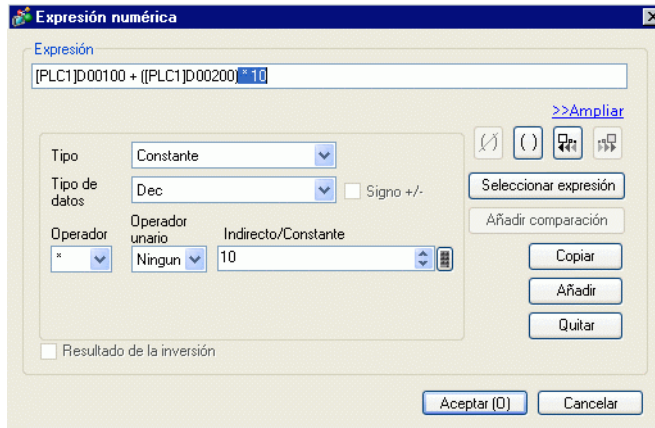 Expresión numérica
Expresión
[PLC1]D00100 + ([PLC1]D00200) * 10
>>Ampliar
Tipo
Constante
Tipo de datos
Dec
Signo +/-
Operador
Operador unario
Indirecto/Constante
*
Ningun
10
Resultado de la inversión
( )
Seleccionar expresión
Añadir comparación
Copiar
Añadir
Quitar
Aceptar (O)
Cancelar